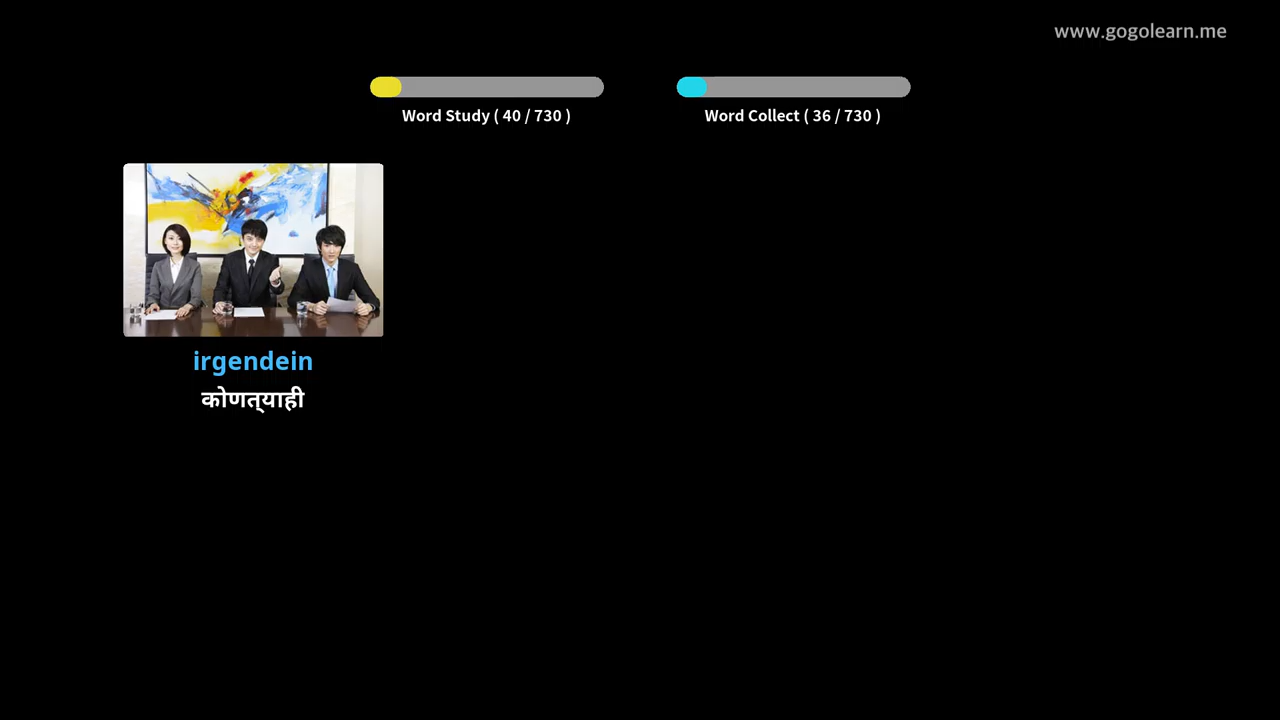 www.gogolearn.me
Word Study ( 40 / 730 )
Word Collect ( 36 / 730 )
irgendein
कोणत्याही